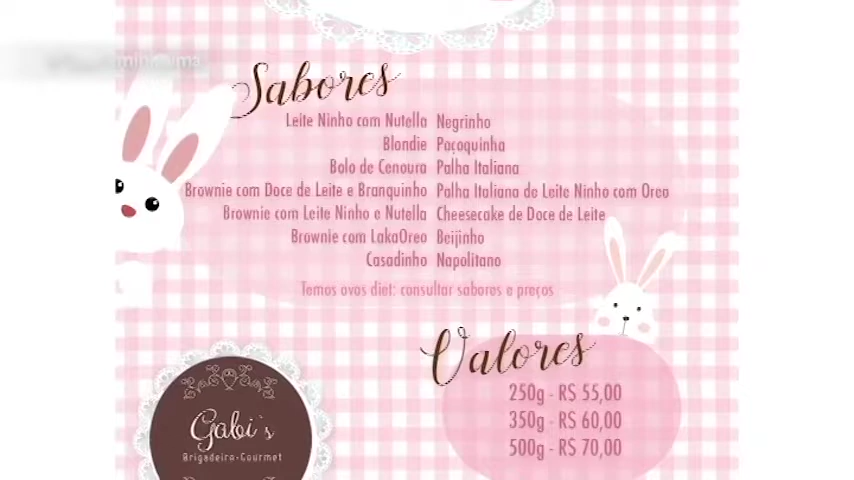 Sabores
Leite Ninho com Nutella
Blondie
Bolo de Cenoura
Brownie com Doce de Leite e Branquinho
Brownie com Leite Ninho e Nutella
Brownie com LakaOreo
Casadinho
Negrinho
Paçoquinha
Palha Italiana
Palha Italiana de Leite Ninho com Oreo
Cheesecake de Doce de Leite
Beijinho
Napolitano
Temos ovos diet: consultar sabores e preços
Valores
250g - R$ 55,00
350g - R$ 60,00
500g - R$ 70,00
Gabi's
Brigadeiro-Gourmet